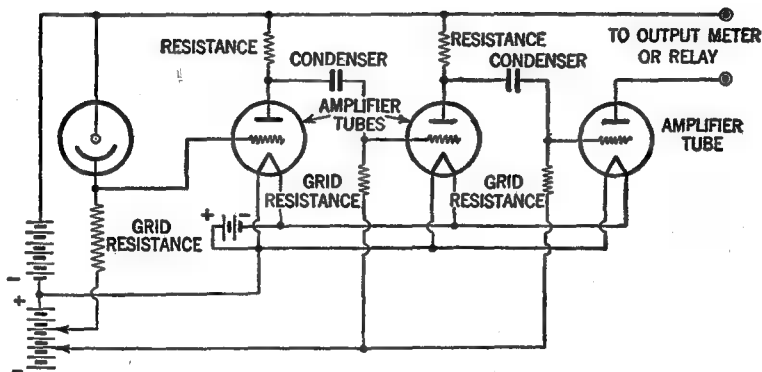 RESISTANCE
CONDENSER
RESISTANCE
CONDENSER
TO OUTPUT METER
OR RELAY
AMPLIFIER
TUBES
AMPLIFIER
TUBE
GRID
RESISTANCE
GRID
RESISTANCE
GRID
RESISTANCE
+
−
−
+
−